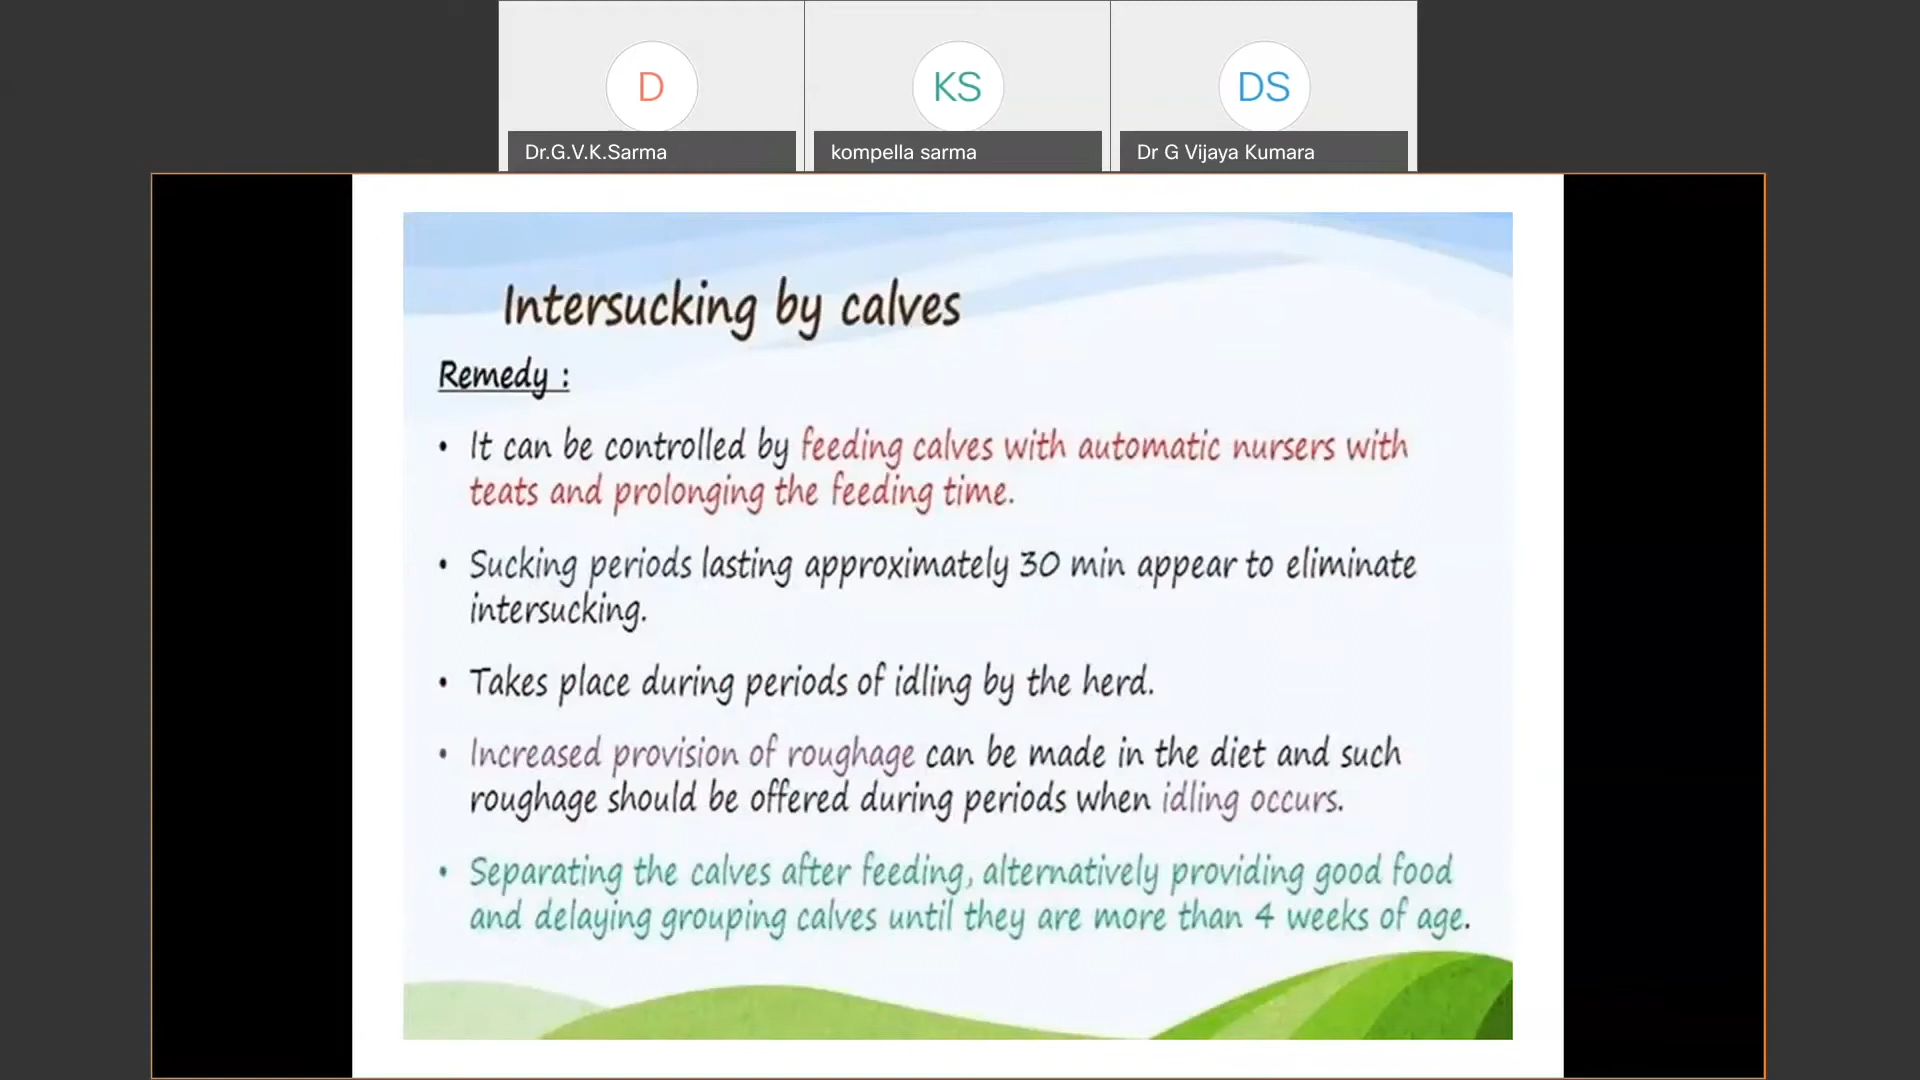 D
KS
DS
Dr.G.V.K.Sarma
kompella sarma
Dr G Vijaya Kumara
Intersucking by calves
Remedy :
• It can be controlled by feeding calves with automatic nursers with
teats and prolonging the feeding time.
• Sucking periods lasting approximately 30 min appear to eliminate
intersucking.
• Takes place during periods of idling by the herd.
• Increased provision of roughage can be made in the diet and such
roughage should be offered during periods when idling occurs.
• Separating the calves after feeding, alternatively providing good food
and delaying grouping calves until they are more than 4 weeks of age.